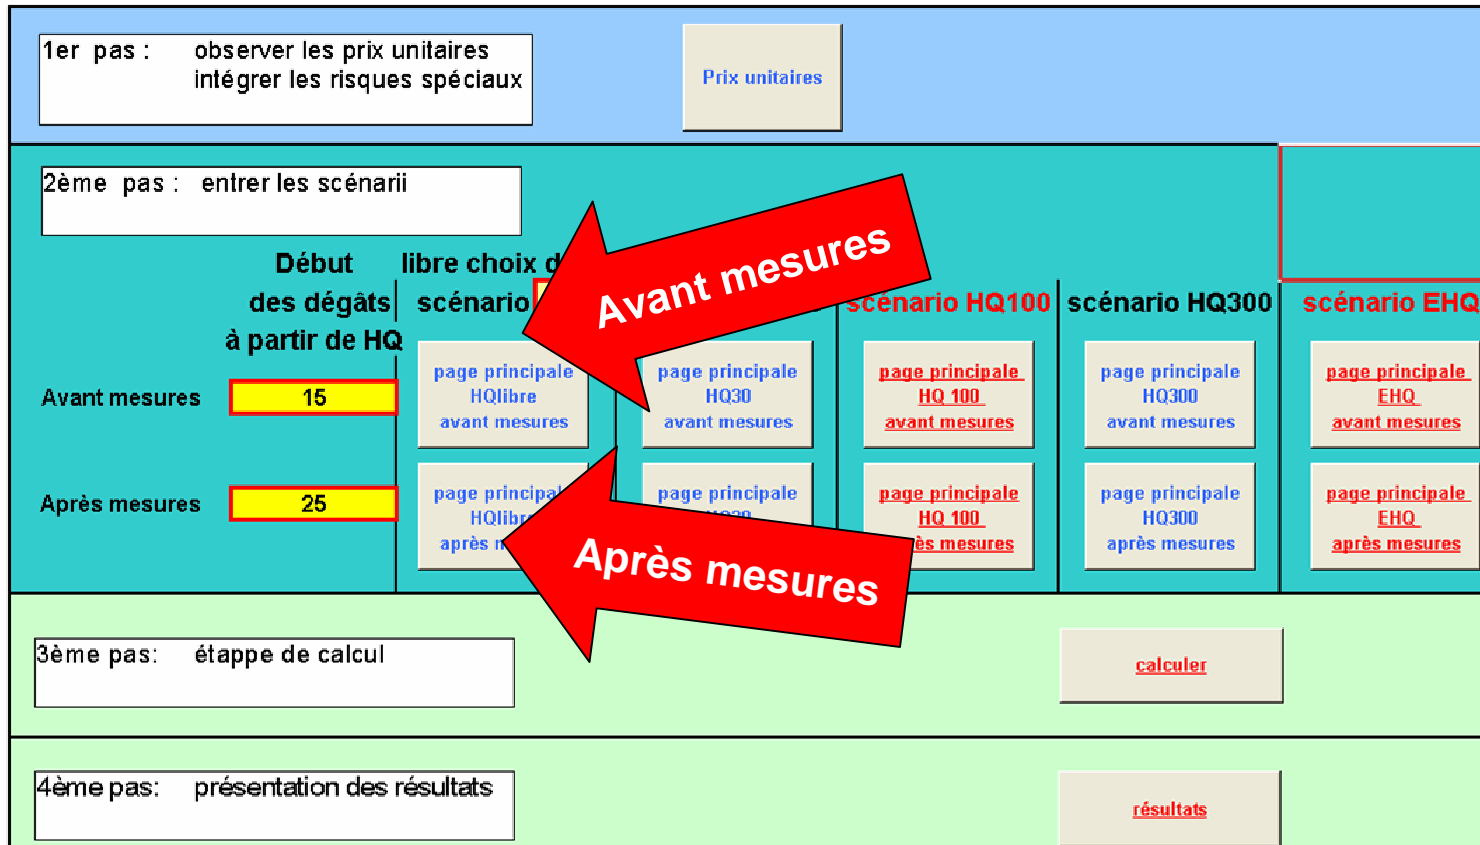 1er pas : observer les prix unitaires
intégrer les risques spéciaux
Prix unitaires
2ème pas : entrer les scénarii
Début
des dégâts
à partir de HQ
libre choix
scénario
scénario HQ100
scénario HQ300
scénario EHQ
Avant mesures
Avant mesures
15
page principale
HQlibre
avant mesures
page principale
HQ30
avant mesures
page principale
HQ 100
avant mesures
page principale
HQ300
avant mesures
page principale
EHQ
avant mesures
Après mesures
25
page
page principale
page principale
HQ 100
mesures
page principale
HQ300
après mesures
page principale
EHQ
après mesures
Après mesures
3ème pas: étappe de calcul
calculer
4ème pas: présentation des résultats
résultats